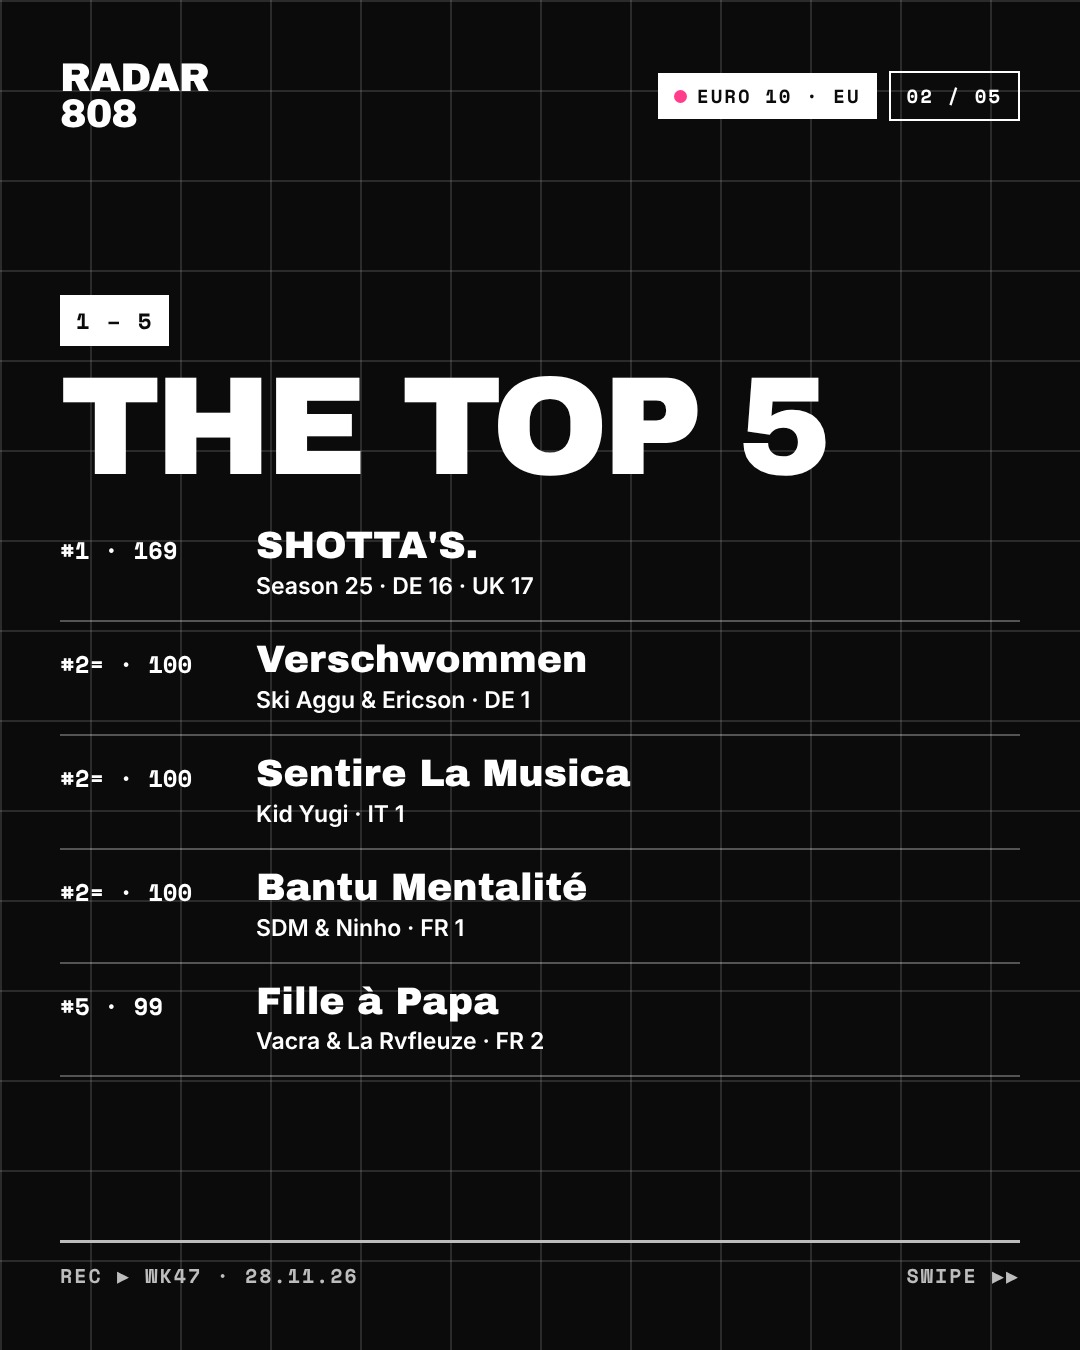 RADAR
808
EURO 10 · EU
02 / 05
1 – 5
THE TOP 5
#1 · 169
SHOTTA'S.
Season 25 · DE 16 · UK 17
#2= · 100
Verschwommen
Ski Aggu & Ericson · DE 1
#2= · 100
Sentire La Musica
Kid Yugi · IT 1
#2= · 100
Bantu Mentalité
SDM & Ninho · FR 1
#5 · 99
Fille à Papa
Vacra & La Rvfleuze · FR 2
REC ▶ WK47 · 28.11.26
SWIPE ▶▶